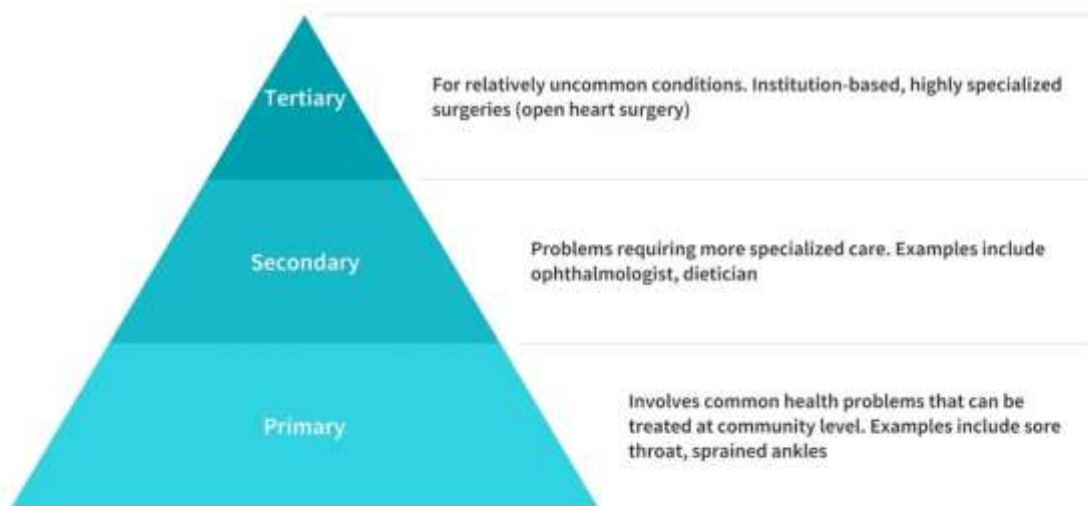 Tertiary
For relatively uncommon conditions. Institution-based, highly specialized
surgeries (open heart surgery)
Secondary
Problems requiring more specialized care. Examples include
ophthalmologist, dietician
Primary
Involves common health problems that can be
treated at community level. Examples include sore
throat, sprained ankles